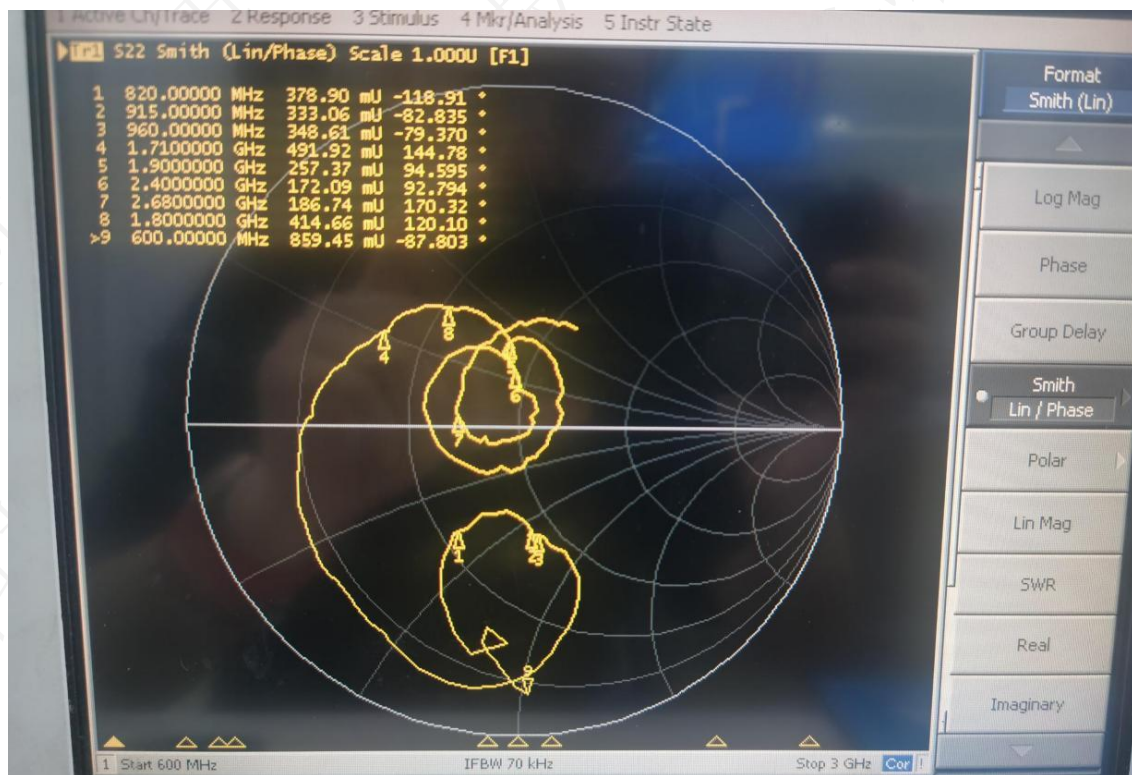 1 Active Ch/Trace 2 Response 3 Stimulus 4 Mkr/Analysis 5 Instr State
Tr1 S22 Smith (Lin/Phase) Scale 1.000U [F1]
1 820.00000 MHz 378.90 mU -118.91 °
2 915.00000 MHz 333.06 mU -82.835 °
3 960.00000 MHz 348.61 mU -79.370 °
4 1.7100000 GHz 491.92 mU 144.78 °
5 1.9000000 GHz 257.37 mU 94.595 °
6 2.4000000 GHz 172.09 mU 92.794 °
7 2.6800000 GHz 186.74 mU 170.32 °
8 1.8000000 GHz 414.66 mU 120.10 °
>9 600.00000 MHz 859.45 mU -87.803 °
4
8
6
1
3
9
1 Start 600 MHz IFBW 70 kHz Stop 3 GHz Cor !
Format
Smith (Lin)
Log Mag
Phase
Group Delay
Smith
Lin / Phase
Polar
Lin Mag
SWR
Real
Imaginary